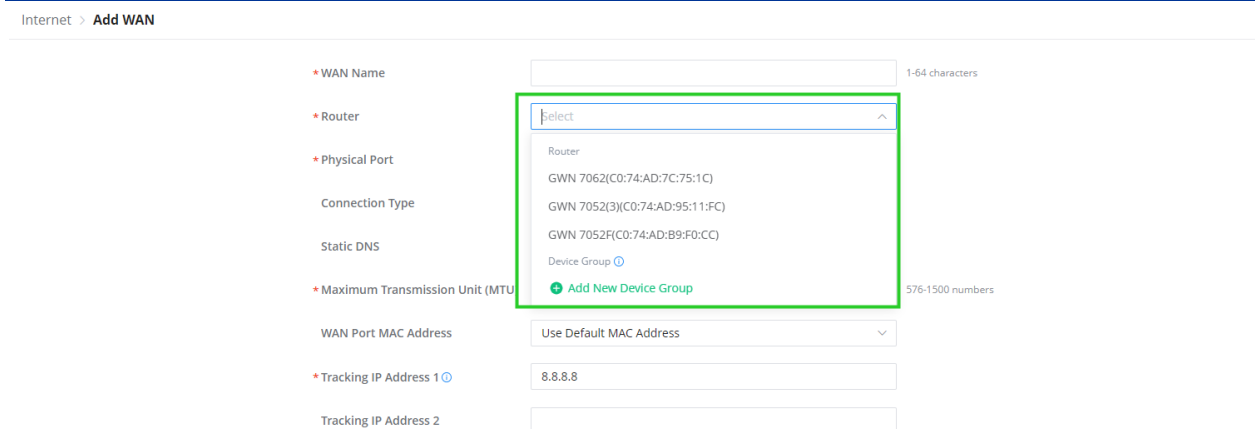 Internet > Add WAN
* WAN Name
1-64 characters
* Router
Select
* Physical Port
Router
GWN 7062(C0:74:AD:7C:75:1C)
Connection Type
GWN 7052(3)(C0:74:AD:95:11:FC)
Static DNS
GWN 7052F(C0:74:AD:B9:F0:CC)
Device Group
* Maximum Transmission Unit (MTU
Add New Device Group
576-1500 numbers
WAN Port MAC Address
Use Default MAC Address
* Tracking IP Address 1
8.8.8.8
Tracking IP Address 2